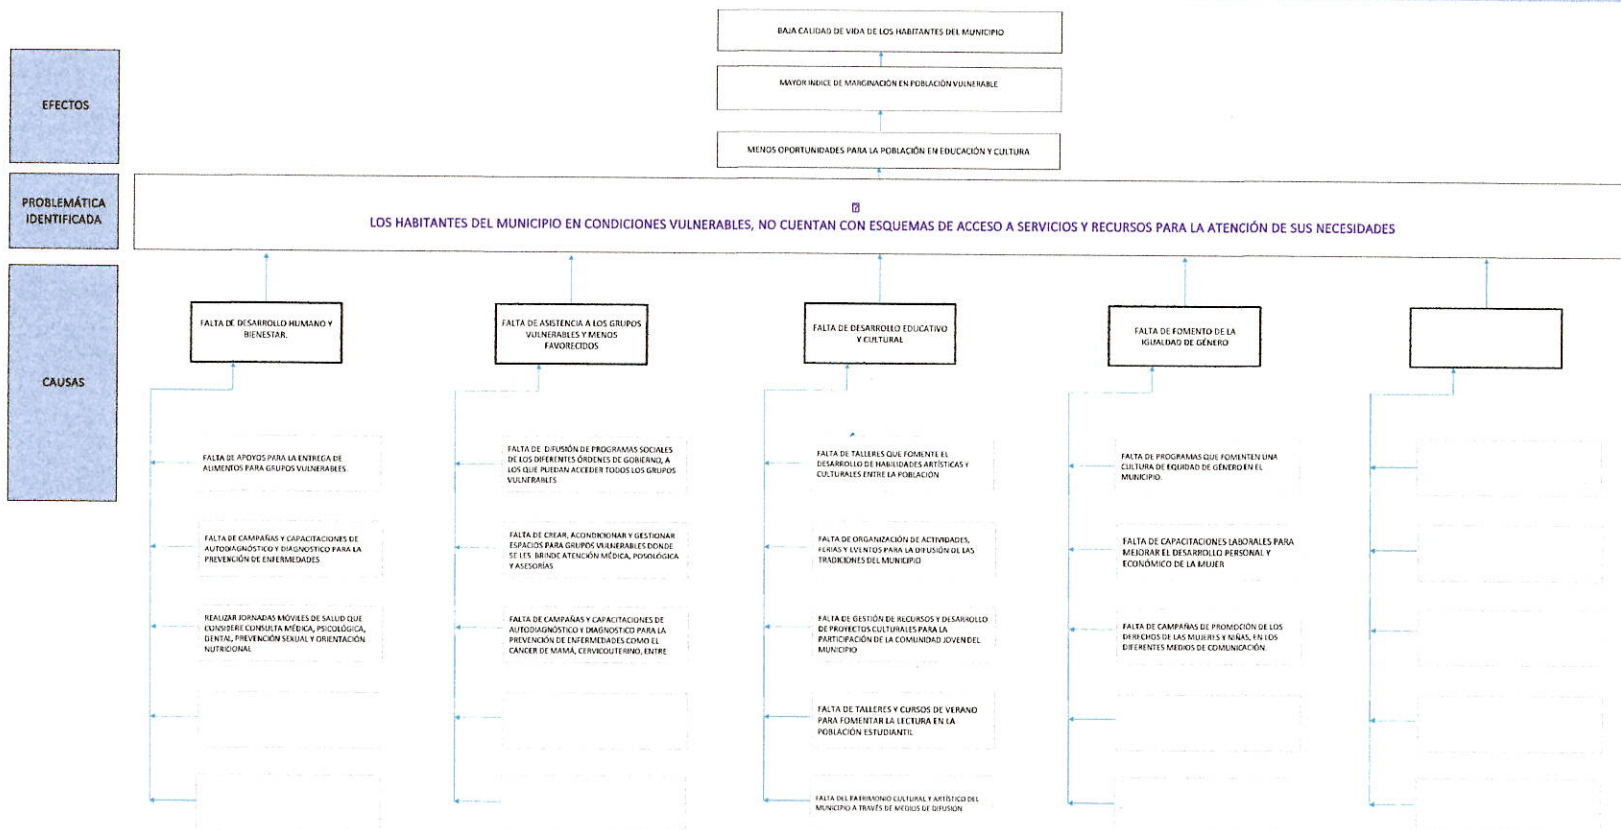 BAJA CALIDAD DE VIDA DE LOS HABITANTES DEL MUNICIPIO
MAYOR INDICE DE MARGINACIÓN EN POBLACIÓN VULNERABLE
EFECTOS
MENOS OPORTUNIDADES PARA LA POBLACIÓN EN EDUCACIÓN Y CULTURA
PROBLEMÁTICA
IDENTIFICADA
LOS HABITANTES DEL MUNICIPIO EN CONDICIONES VULNERABLES, NO CUENTAN CON ESQUEMAS DE ACCESO A SERVICIOS Y RECURSOS PARA LA ATENCIÓN DE SUS NECESIDADES
CAUSAS
FALTA DE DESARROLLO HUMANO Y
BIENESTAR.
FALTA DE ASISTENCIA A LOS GRUPOS
VULNERABLES Y MENOS
FAVORECIDOS
FALTA DE DESARROLLO EDUCATIVO
Y CULTURAL
FALTA DE FOMENTO DE LA
IGUALDAD DE GÉNERO
FALTA DE APOYOS PARA LA ENTREGA DE
ALIMENTOS PARA GRUPOS VULNERABLES.
FALTA DE DIFUSIÓN DE PROGRAMAS SOCIALES
DE LOS DIFERENTES ÓRDENES DE GOBIERNO, A
LOS QUE PUEDAN ACCEDER TODOS LOS GRUPOS
VULNERABLES
FALTA DE TALLERES QUE FOMENTE EL
DESARROLLO DE HABILIDADES ARTÍSTICAS Y
CULTURALES ENTRE LA POBLACIÓN
FALTA DE PROGRAMAS QUE FOMENTEN UNA
CULTURA DE EQUIDAD DE GÉNERO EN EL
MUNICIPIO.
FALTA DE CAMPAÑAS Y CAPACITACIONES DE
AUTODIAGNÓSTICO Y DIAGNOSTICO PARA LA
PREVENCIÓN DE ENFERMEDADES
FALTA DE CREAR, ACONDICIONAR Y GESTIONAR
ESPACIOS PARA GRUPOS VULNERABLES DONDE
SE LES BRINDE ATENCIÓN MÉDICA, POSOLÓGICA
Y ASESORÍAS
FALTA DE ORGANIZACIÓN DE ACTIVIDADES,
FERIAS Y EVENTOS PARA LA DIFUSIÓN DE LAS
TRADICIONES DEL MUNICIPIO
FALTA DE CAPACITACIONES LABORALES PARA
MEJORAR EL DESARROLLO PERSONAL Y
ECONÓMICO DE LA MUJER
REALIZAR JORNADAS MÓVILES DE SALUD QUE
CONSIDERE CONSULTA MÉDICA, PSICOLÓGICA,
DENTAL, PREVENCIÓN SEXUAL Y ORIENTACIÓN
NUTRICIONAL
FALTA DE CAMPAÑAS Y CAPACITACIONES DE
AUTODIAGNÓSTICO Y DIAGNOSTICO PARA LA
PREVENCIÓN DE ENFERMEDADES COMO EL
CÁNCER DE MAMÁ, CERVICOUTERINO, ENTRE
FALTA DE GESTIÓN DE RECURSOS Y DESARROLLO
DE PROYECTOS CULTURALES PARA LA
PARTICIPACIÓN DE LA COMUNIDAD JOVEN DEL
MUNICIPIO
FALTA DE CAMPAÑAS DE PROMOCIÓN DE LOS
DERECHOS DE LAS MUJERES Y NIÑAS, EN LOS
DIFERENTES MEDIOS DE COMUNICACIÓN.
FALTA DE TALLERES Y CURSOS DE VERANO
PARA FOMENTAR LA LECTURA EN LA
POBLACIÓN ESTUDIANTIL
FALTA DEL PATRIMONIO CULTURAL Y ARTÍSTICO DEL
MUNICIPIO A TRAVÉS DE MEDIOS DE DIFUSIÓN